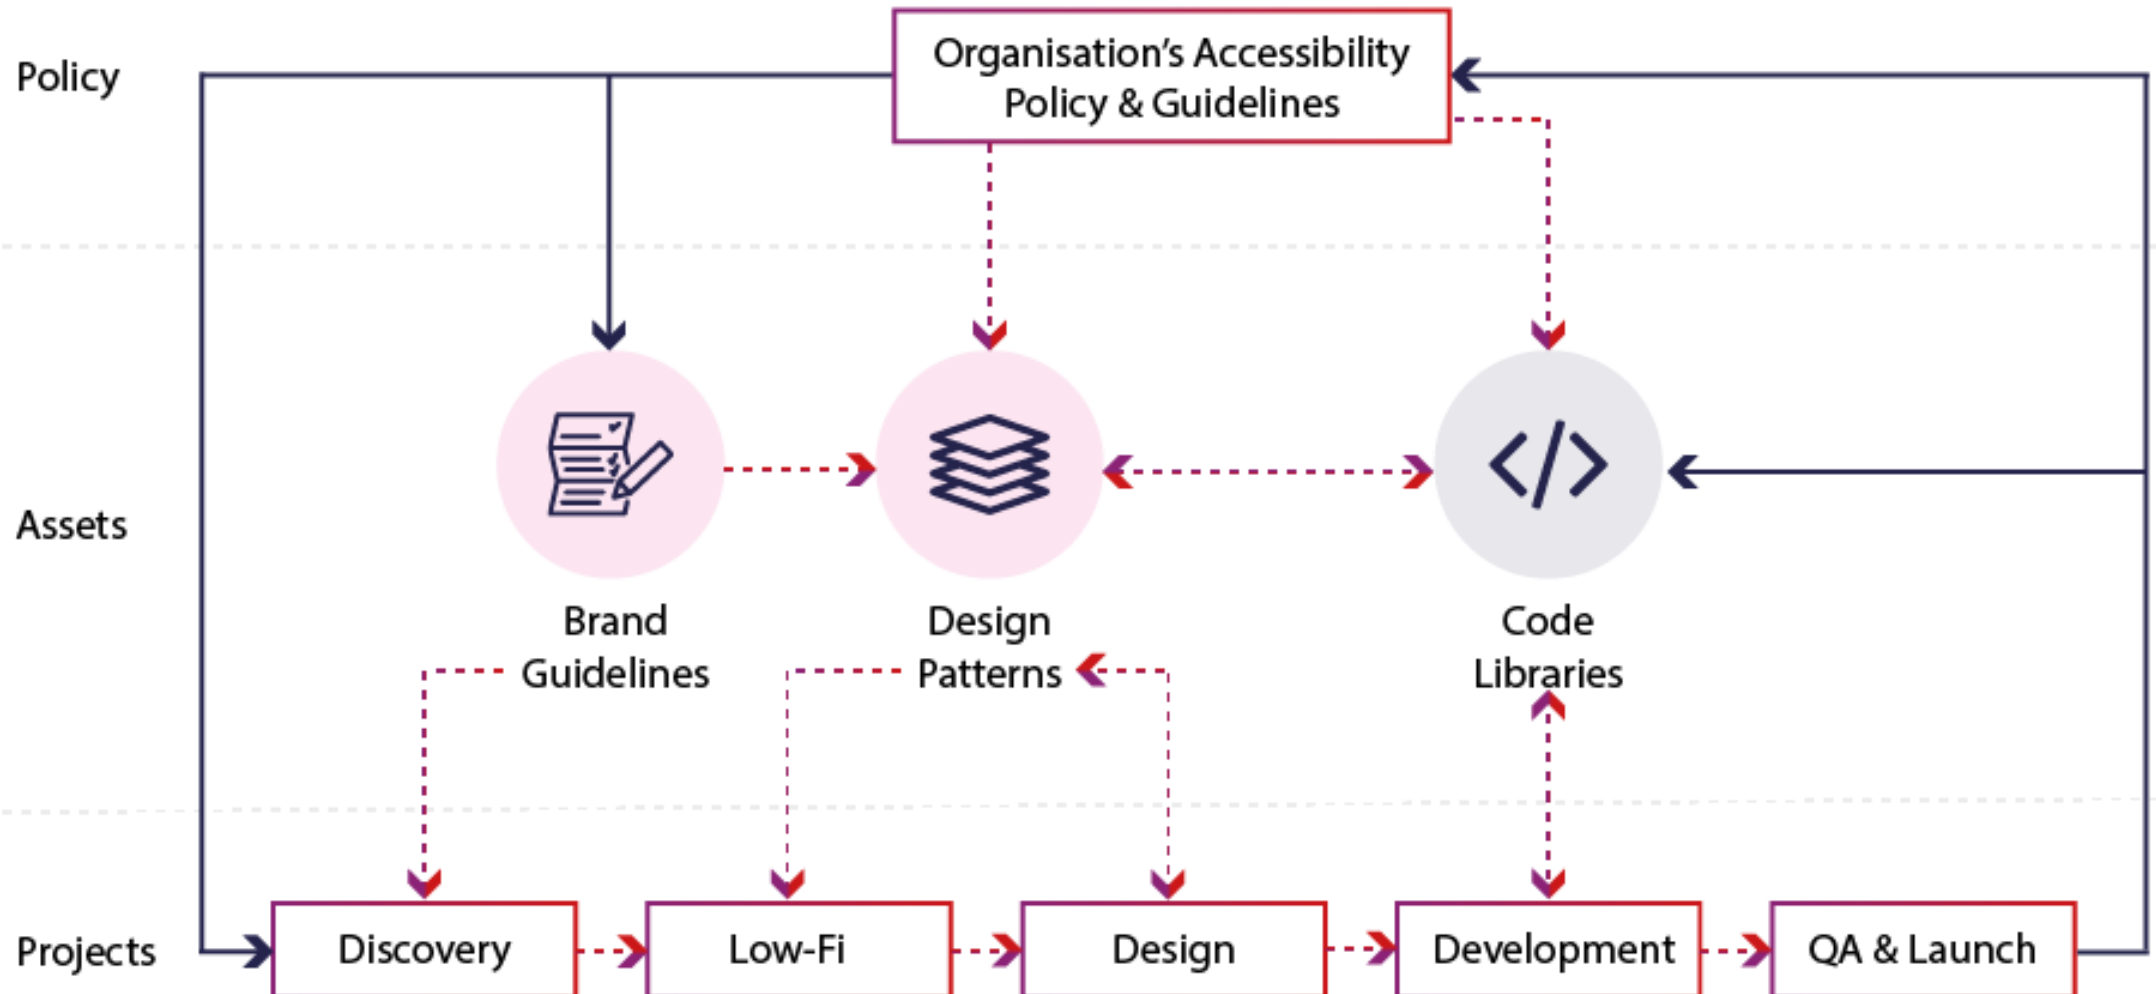 Policy
Organisation’s Accessibility
Policy & Guidelines
Assets
Brand
Guidelines
Design
Patterns
Code
Libraries
Projects
Discovery
Low-Fi
Design
Development
QA & Launch